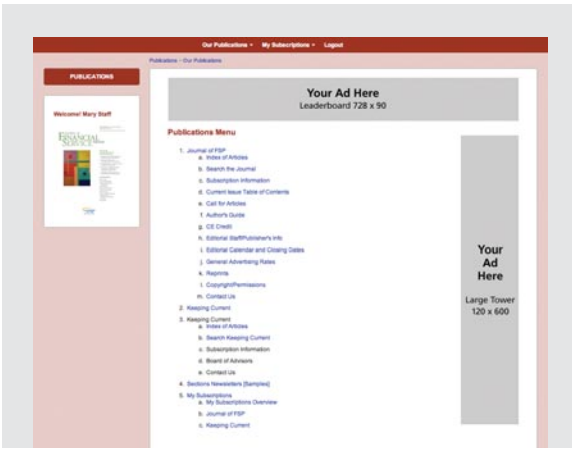 Our Publications My Subscriptions Logout
Publications > Our Publications
PUBLICATIONS
Welcome! Mary Staff
FINANCIAL
SERVICE
Your Ad Here
Leaderboard 728 x 90
Publications Menu
1. Journal of FSP
a. Index of Articles
b. Search the Journal
c. Subscription Information
d. Current Issue Table of Contents
e. Call for Articles
f. Author's Guide
g. CE Credit
h. Editorial Staff/Publisher's Info
i. Editorial Calendar and Closing Dates
j. General Advertising Rates
k. Reprints
l. Copyright/Permissions
m. Contact Us
2. Keeping Current
3. Keeping Current
a. Index of Articles
b. Search Keeping Current
c. Subscription Information
d. Board of Advisors
e. Contact Us
4. Sections Newsletters [Samples]
5. My Subscriptions
a. My Subscriptions Overview
b. Journal of FSP
c. Keeping Current
Your
Ad
Here
Large Tower
120 x 600